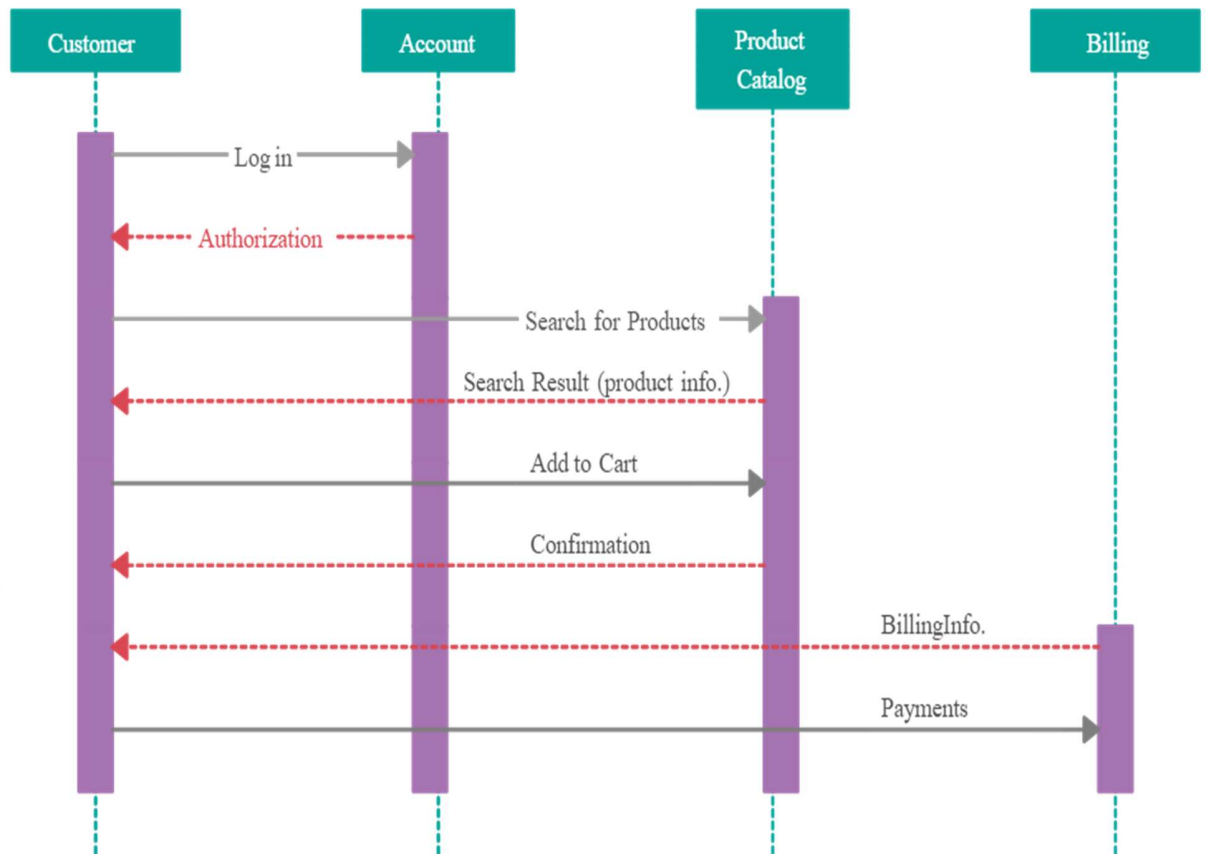 Customer
Account
Product
Catalog
Billing
Log in
Authorization
Search for Products
Search Result (product info.)
Add to Cart
Confirmation
BillingInfo.
Payments